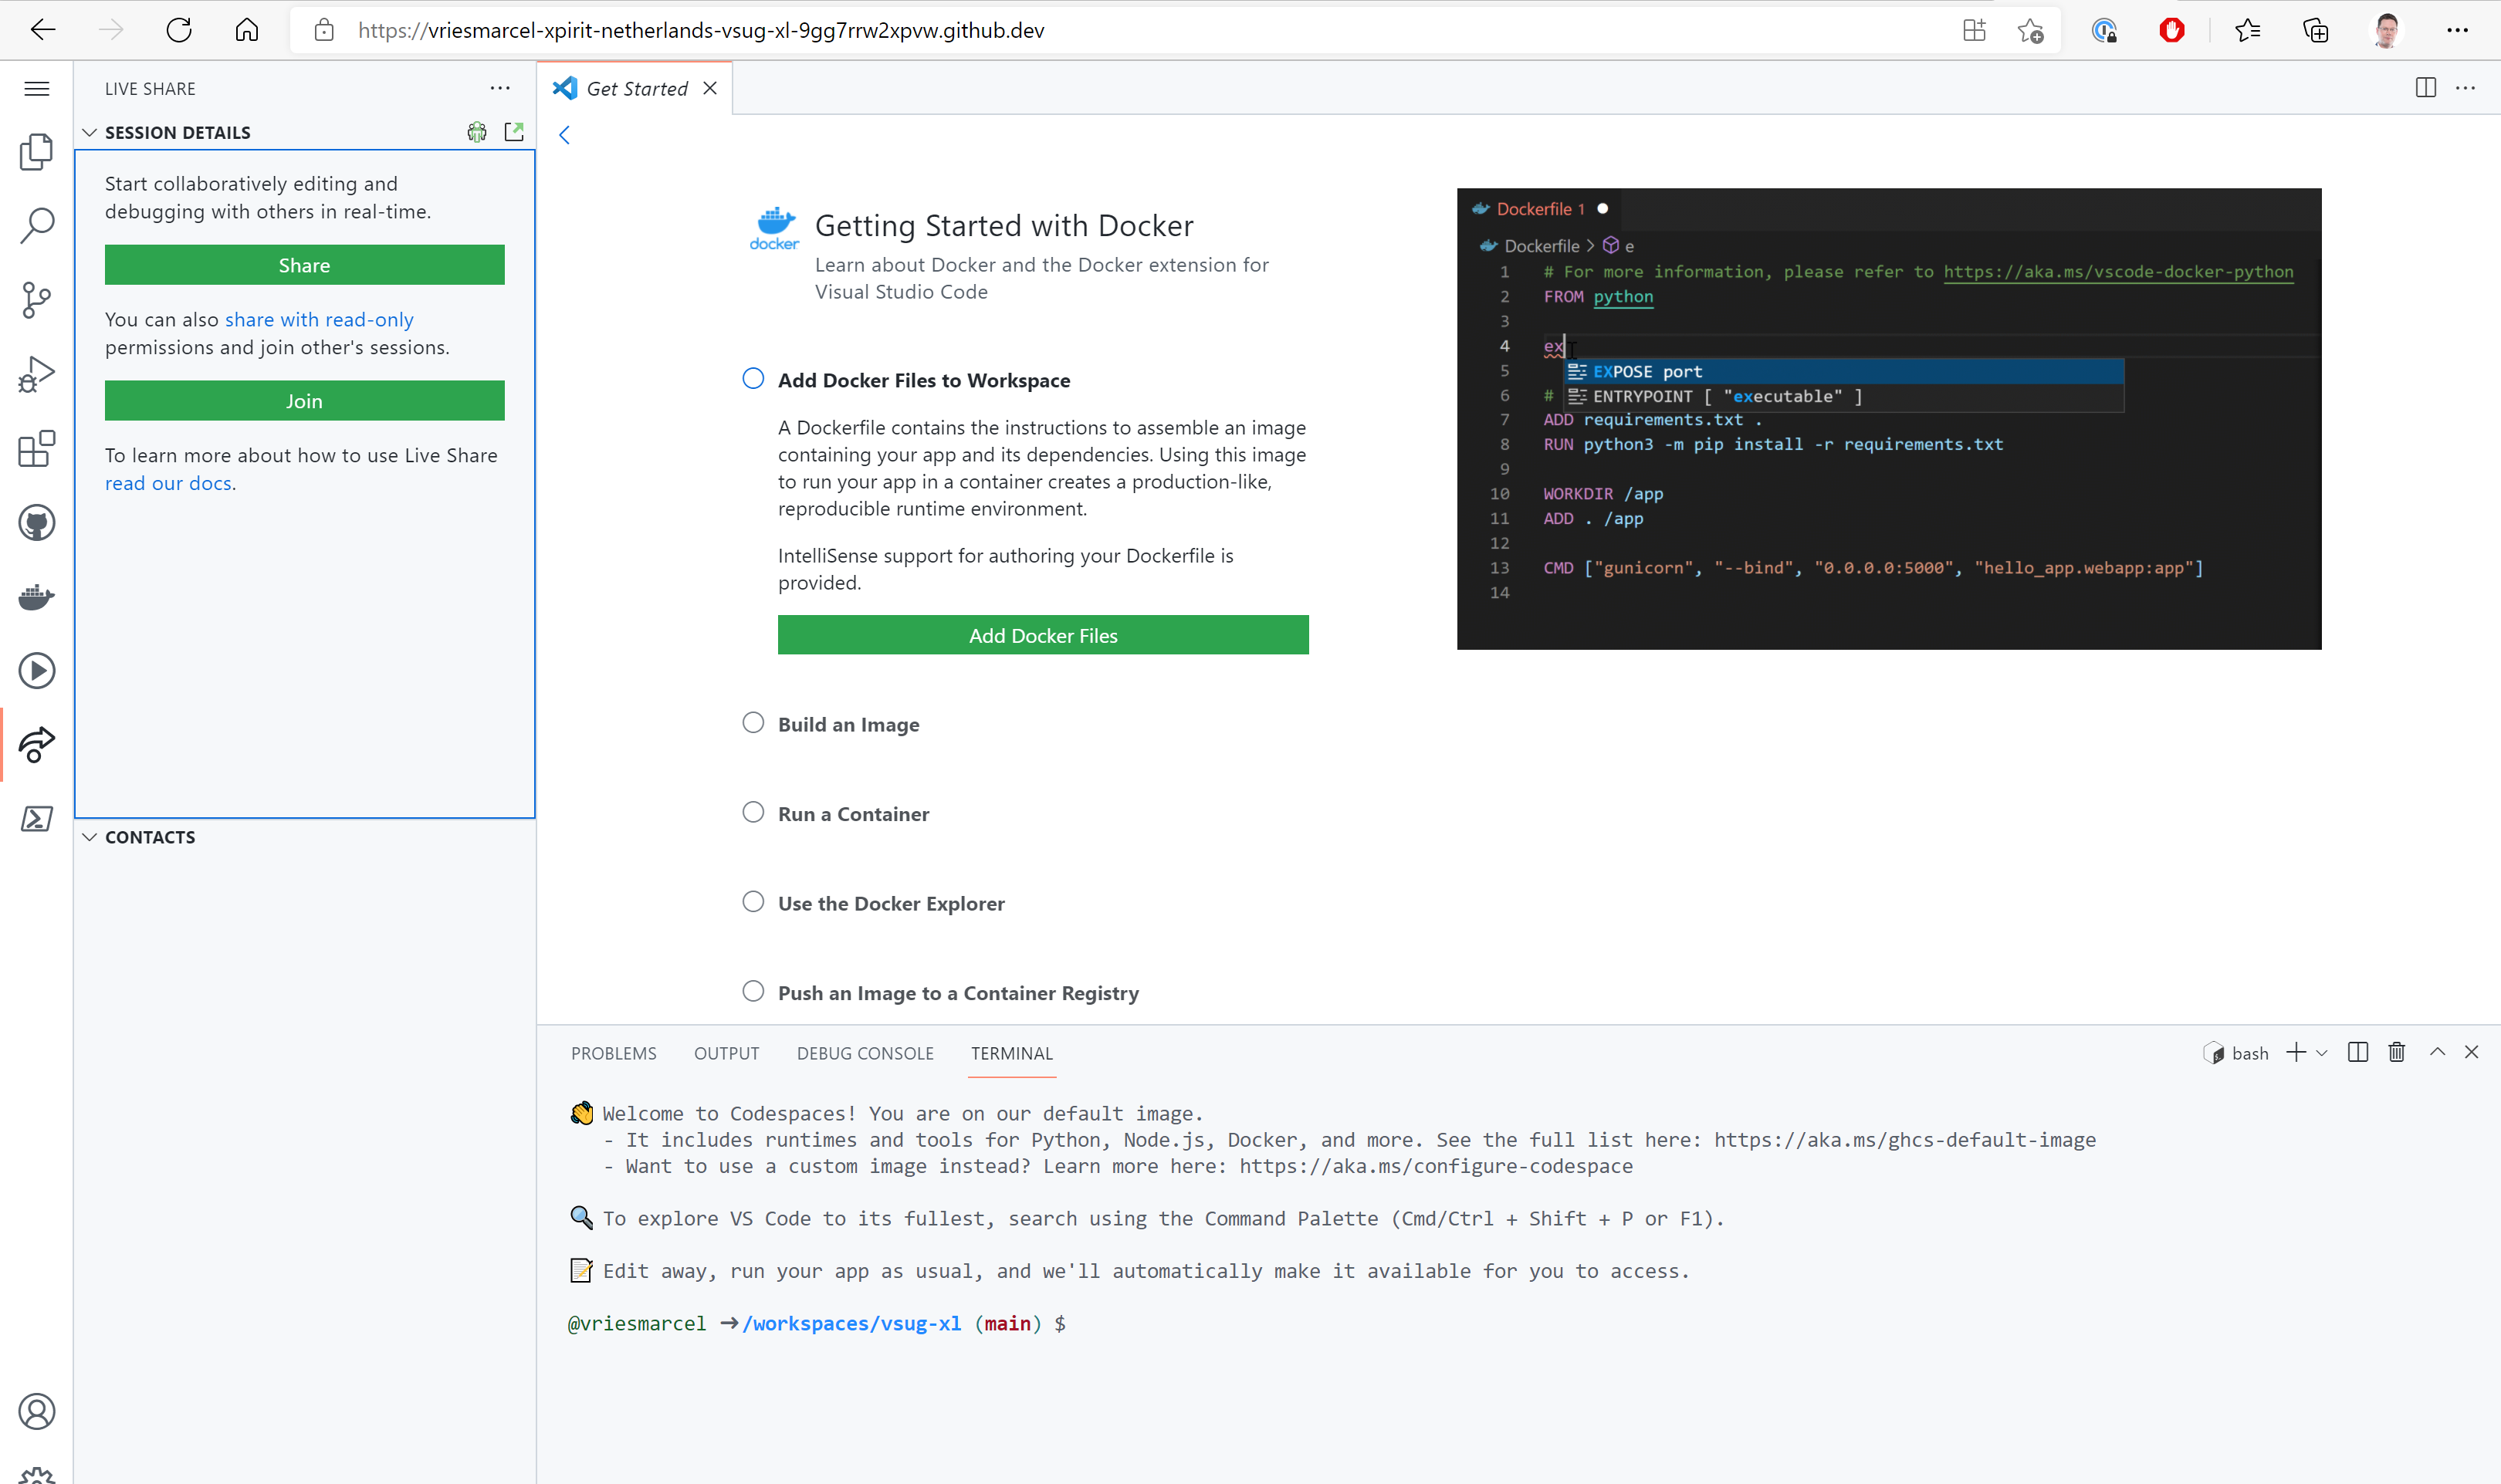 https://vriesmarcel-xpirit-netherlands-vsug-xl-9gg7rrw2xpvw.github.dev
LIVE SHARE
SESSION DETAILS
Start collaboratively editing and
debugging with others in real-time.
Share
You can also share with read-only
permissions and join other's sessions.
Join
To learn more about how to use Live Share
read our docs.
CONTACTS
Get Started
docker
Getting Started with Docker
Learn about Docker and the Docker extension for
Visual Studio Code
Add Docker Files to Workspace
A Dockerfile contains the instructions to assemble an image
containing your app and its dependencies. Using this image
to run your app in a container creates a production-like,
reproducible runtime environment.
IntelliSense support for authoring your Dockerfile is
provided.
Add Docker Files
Build an Image
Run a Container
Use the Docker Explorer
Push an Image to a Container Registry
Dockerfile 1
Dockerfile > e
1 # For more information, please refer to https://aka.ms/vscode-docker-python
2 FROM python
3
4 ex
5 EXPOSE port
6 # ENTRYPOINT [ "executable" ]
7 ADD requirements.txt .
8 RUN python3 -m pip install -r requirements.txt
9
10 WORKDIR /app
11 ADD . /app
12
13 CMD ["gunicorn", "--bind", "0.0.0.0:5000", "hello_app.webapp:app"]
14
PROBLEMS OUTPUT DEBUG CONSOLE TERMINAL
bash
👋 Welcome to Codespaces! You are on our default image.
- It includes runtimes and tools for Python, Node.js, Docker, and more. See the full list here: https://aka.ms/ghcs-default-image
- Want to use a custom image instead? Learn more here: https://aka.ms/configure-codespace
🔍 To explore VS Code to its fullest, search using the Command Palette (Cmd/Ctrl + Shift + P or F1).
📝 Edit away, run your app as usual, and we'll automatically make it available for you to access.
@vriesmarcel ➜ /workspaces/vsug-xl (main) $